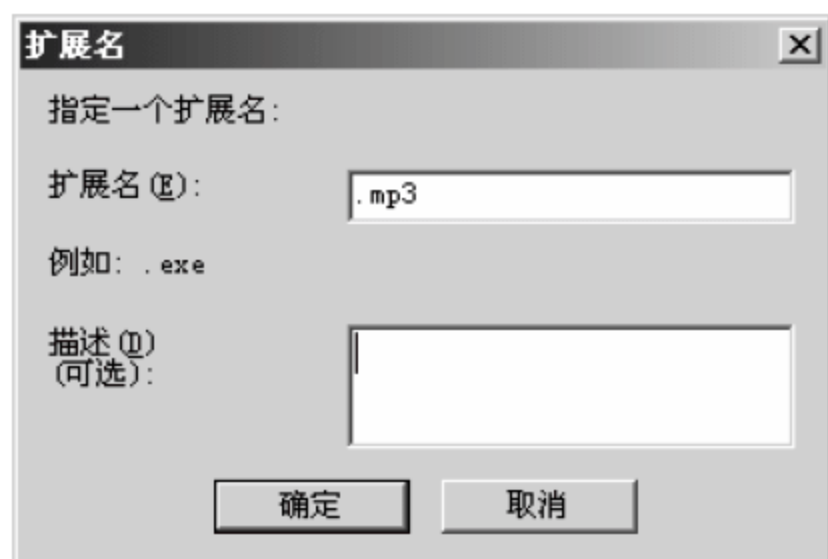 扩展名
指定一个扩展名:
扩展名(E):
.mp3
例如: .exe
描述(D)
(可选):
确定
取消